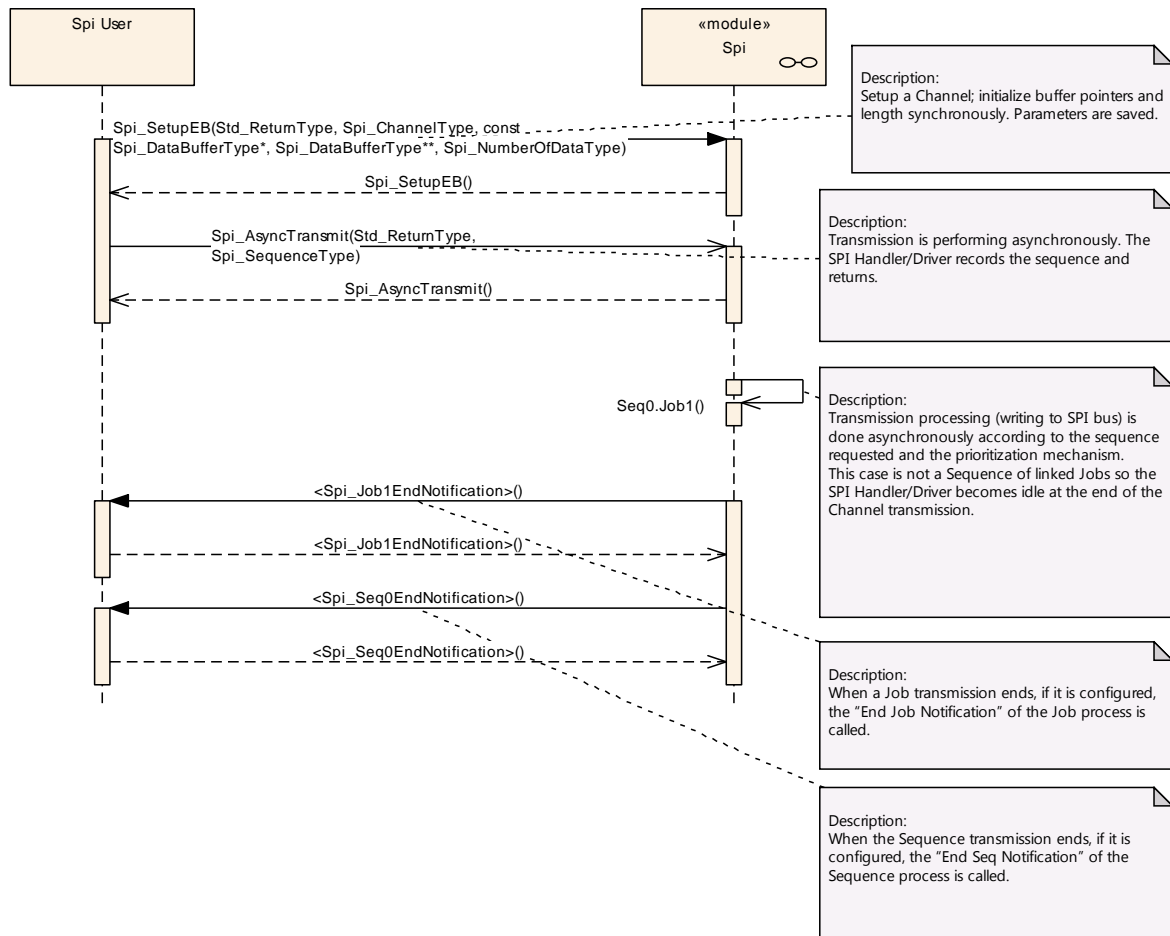 Spi User
«module»
Spi
Description:
Setup a Channel; initialize buffer pointers and
length synchronously. Parameters are saved.
Spi_SetupEB(Std_ReturnType, Spi_ChannelType, const
Spi_DataBufferType*, Spi_DataBufferType**, Spi_NumberOfDataType)
Spi_SetupEB()
Description:
Transmission is performing asynchronously. The
SPI Handler/Driver records the sequence and
returns.
Spi_AsyncTransmit(Std_ReturnType,
Spi_SequenceType)
Spi_AsyncTransmit()
Seq0.Job1()
Description:
Transmission processing (writing to SPI bus) is
done asynchronously according to the sequence
requested and the prioritization mechanism.
This case is not a Sequence of linked Jobs so the
SPI Handler/Driver becomes idle at the end of the
Channel transmission.
<Spi_Job1EndNotification>()
<Spi_Job1EndNotification>()
<Spi_Seq0EndNotification>()
<Spi_Seq0EndNotification>()
Description:
When a Job transmission ends, if it is configured,
the “End Job Notification” of the Job process is
called.
Description:
When the Sequence transmission ends, if it is
configured, the “End Seq Notification” of the
Sequence process is called.